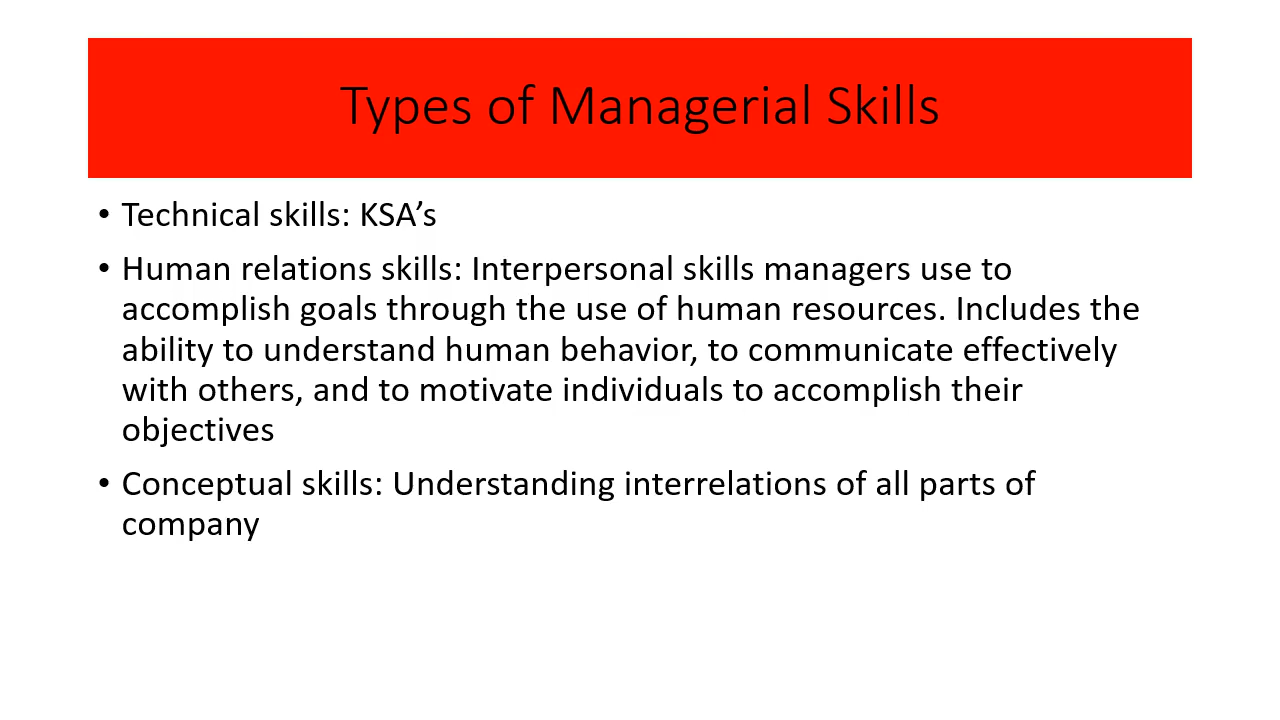 Types of Managerial Skills
• Technical skills: KSA’s
• Human relations skills: Interpersonal skills managers use to
accomplish goals through the use of human resources. Includes the
ability to understand human behavior, to communicate effectively
with others, and to motivate individuals to accomplish their
objectives
• Conceptual skills: Understanding interrelations of all parts of
company